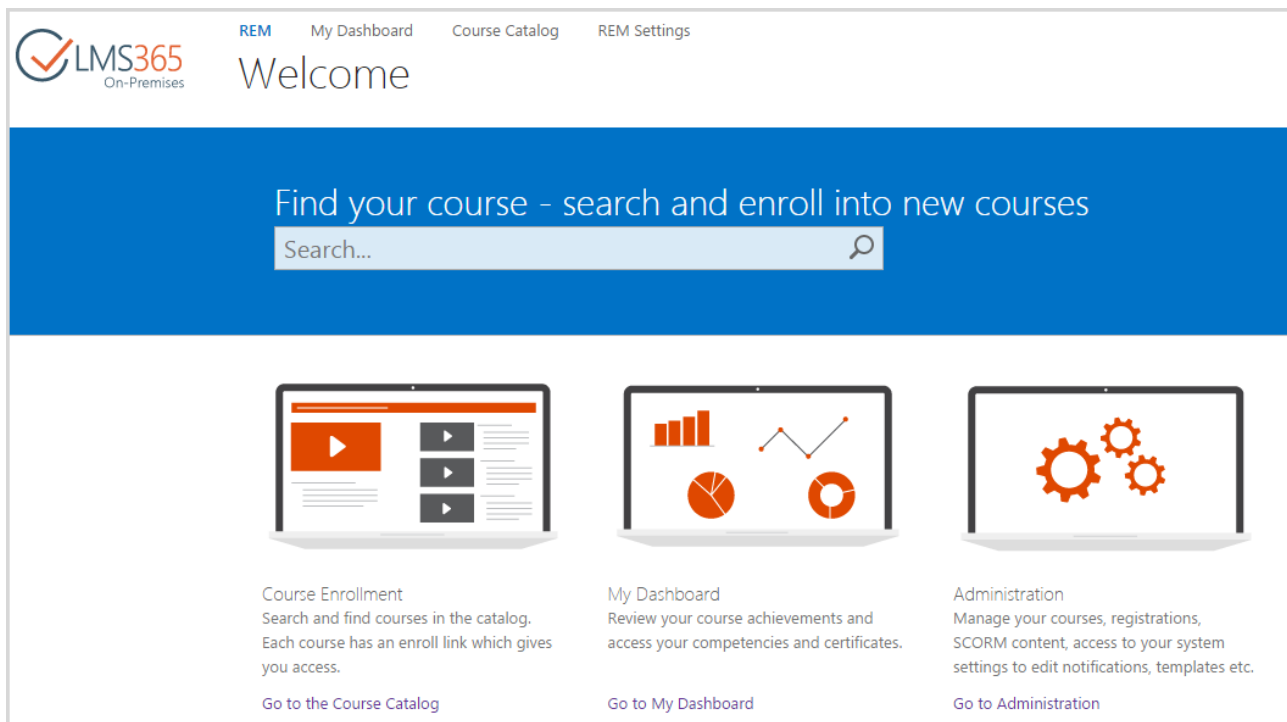 LMS365
On-Premises
REM My Dashboard Course Catalog REM Settings
Welcome
Find your course - search and enroll into new courses
Search...
Course Enrollment
Search and find courses in the catalog.
Each course has an enroll link which gives
you access.
Go to the Course Catalog
My Dashboard
Review your course achievements and
access your competencies and certificates.
Go to My Dashboard
Administration
Manage your courses, registrations,
SCORM content, access to your system
settings to edit notifications, templates etc.
Go to Administration